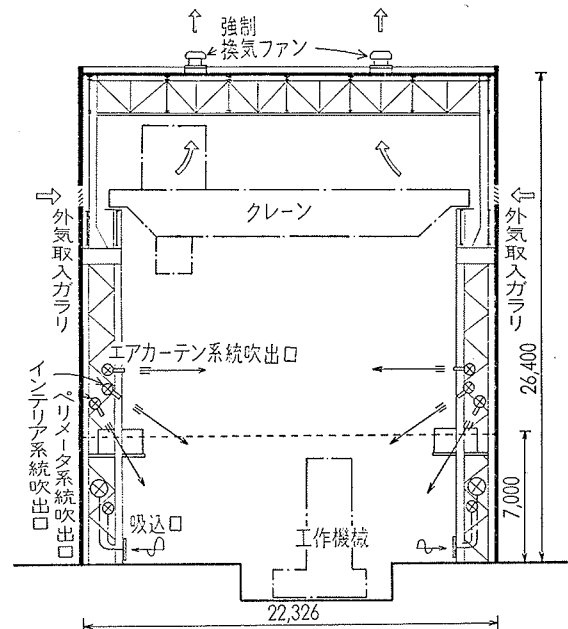 強制
換気ファン
クレーン
外気取入ガラリ
外気取入ガラリ
エアカーテン系統吹出口
ペリメータ系統吹出口
インテリア系統吹出口
吸込口
工作機械
26,400
7,000
22,326